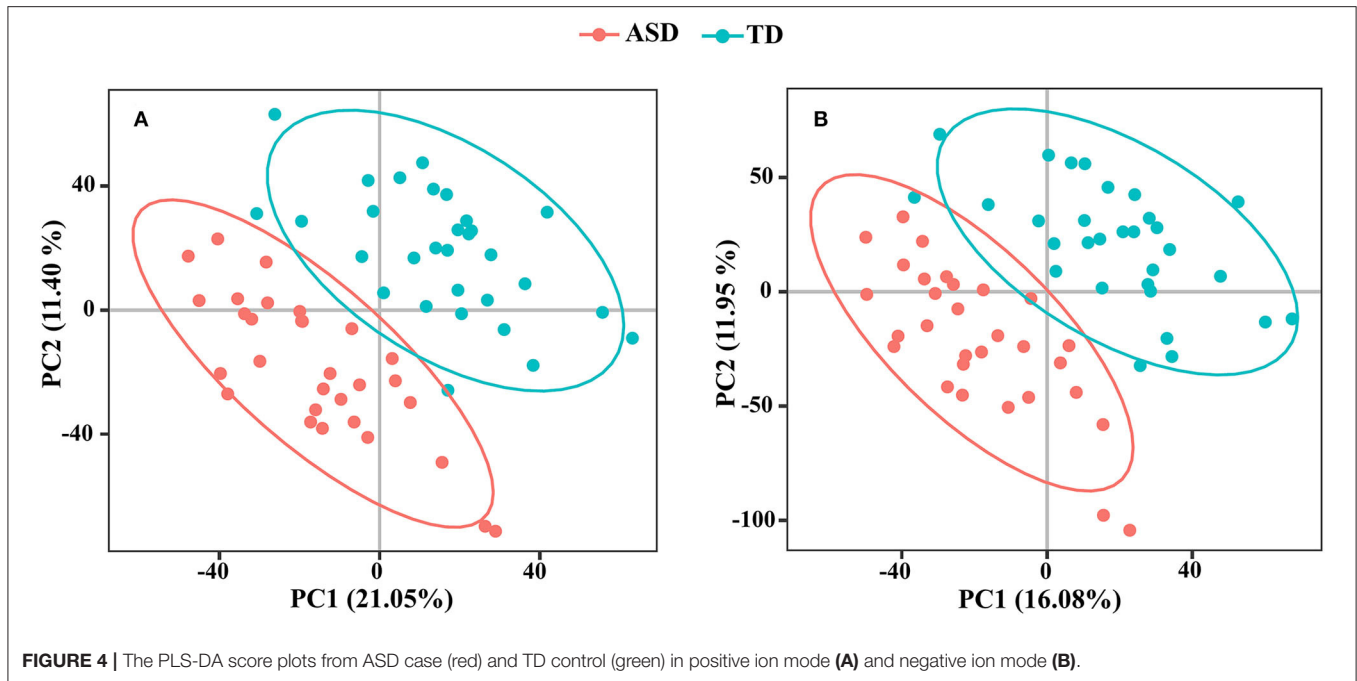 ASD TD
A
PC2 (11.40 %)
40
0
-40
-40 0 40
PC1 (21.05%)
B
PC2 (11.95 %)
50
0
-50
-100
-40 0 40
PC1 (16.08%)
FIGURE 4 | The PLS-DA score plots from ASD case (red) and TD control (green) in positive ion mode (A) and negative ion mode (B).